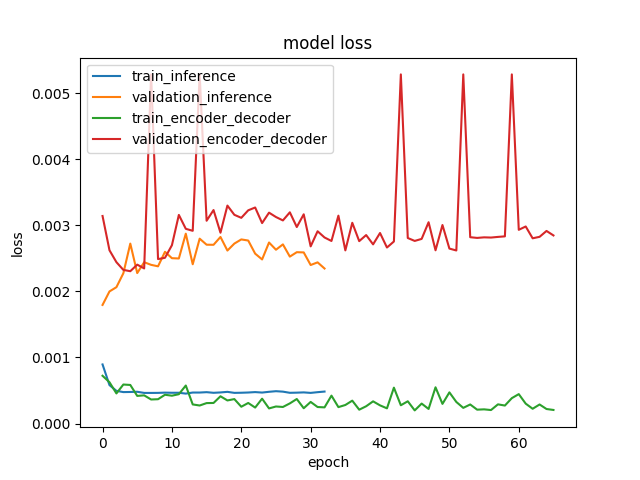 model loss
train_inference
validation_inference
train_encoder_decoder
validation_encoder_decoder
loss
0.005
0.004
0.003
0.002
0.001
0.000
0 10 20 30 40 50 60
epoch